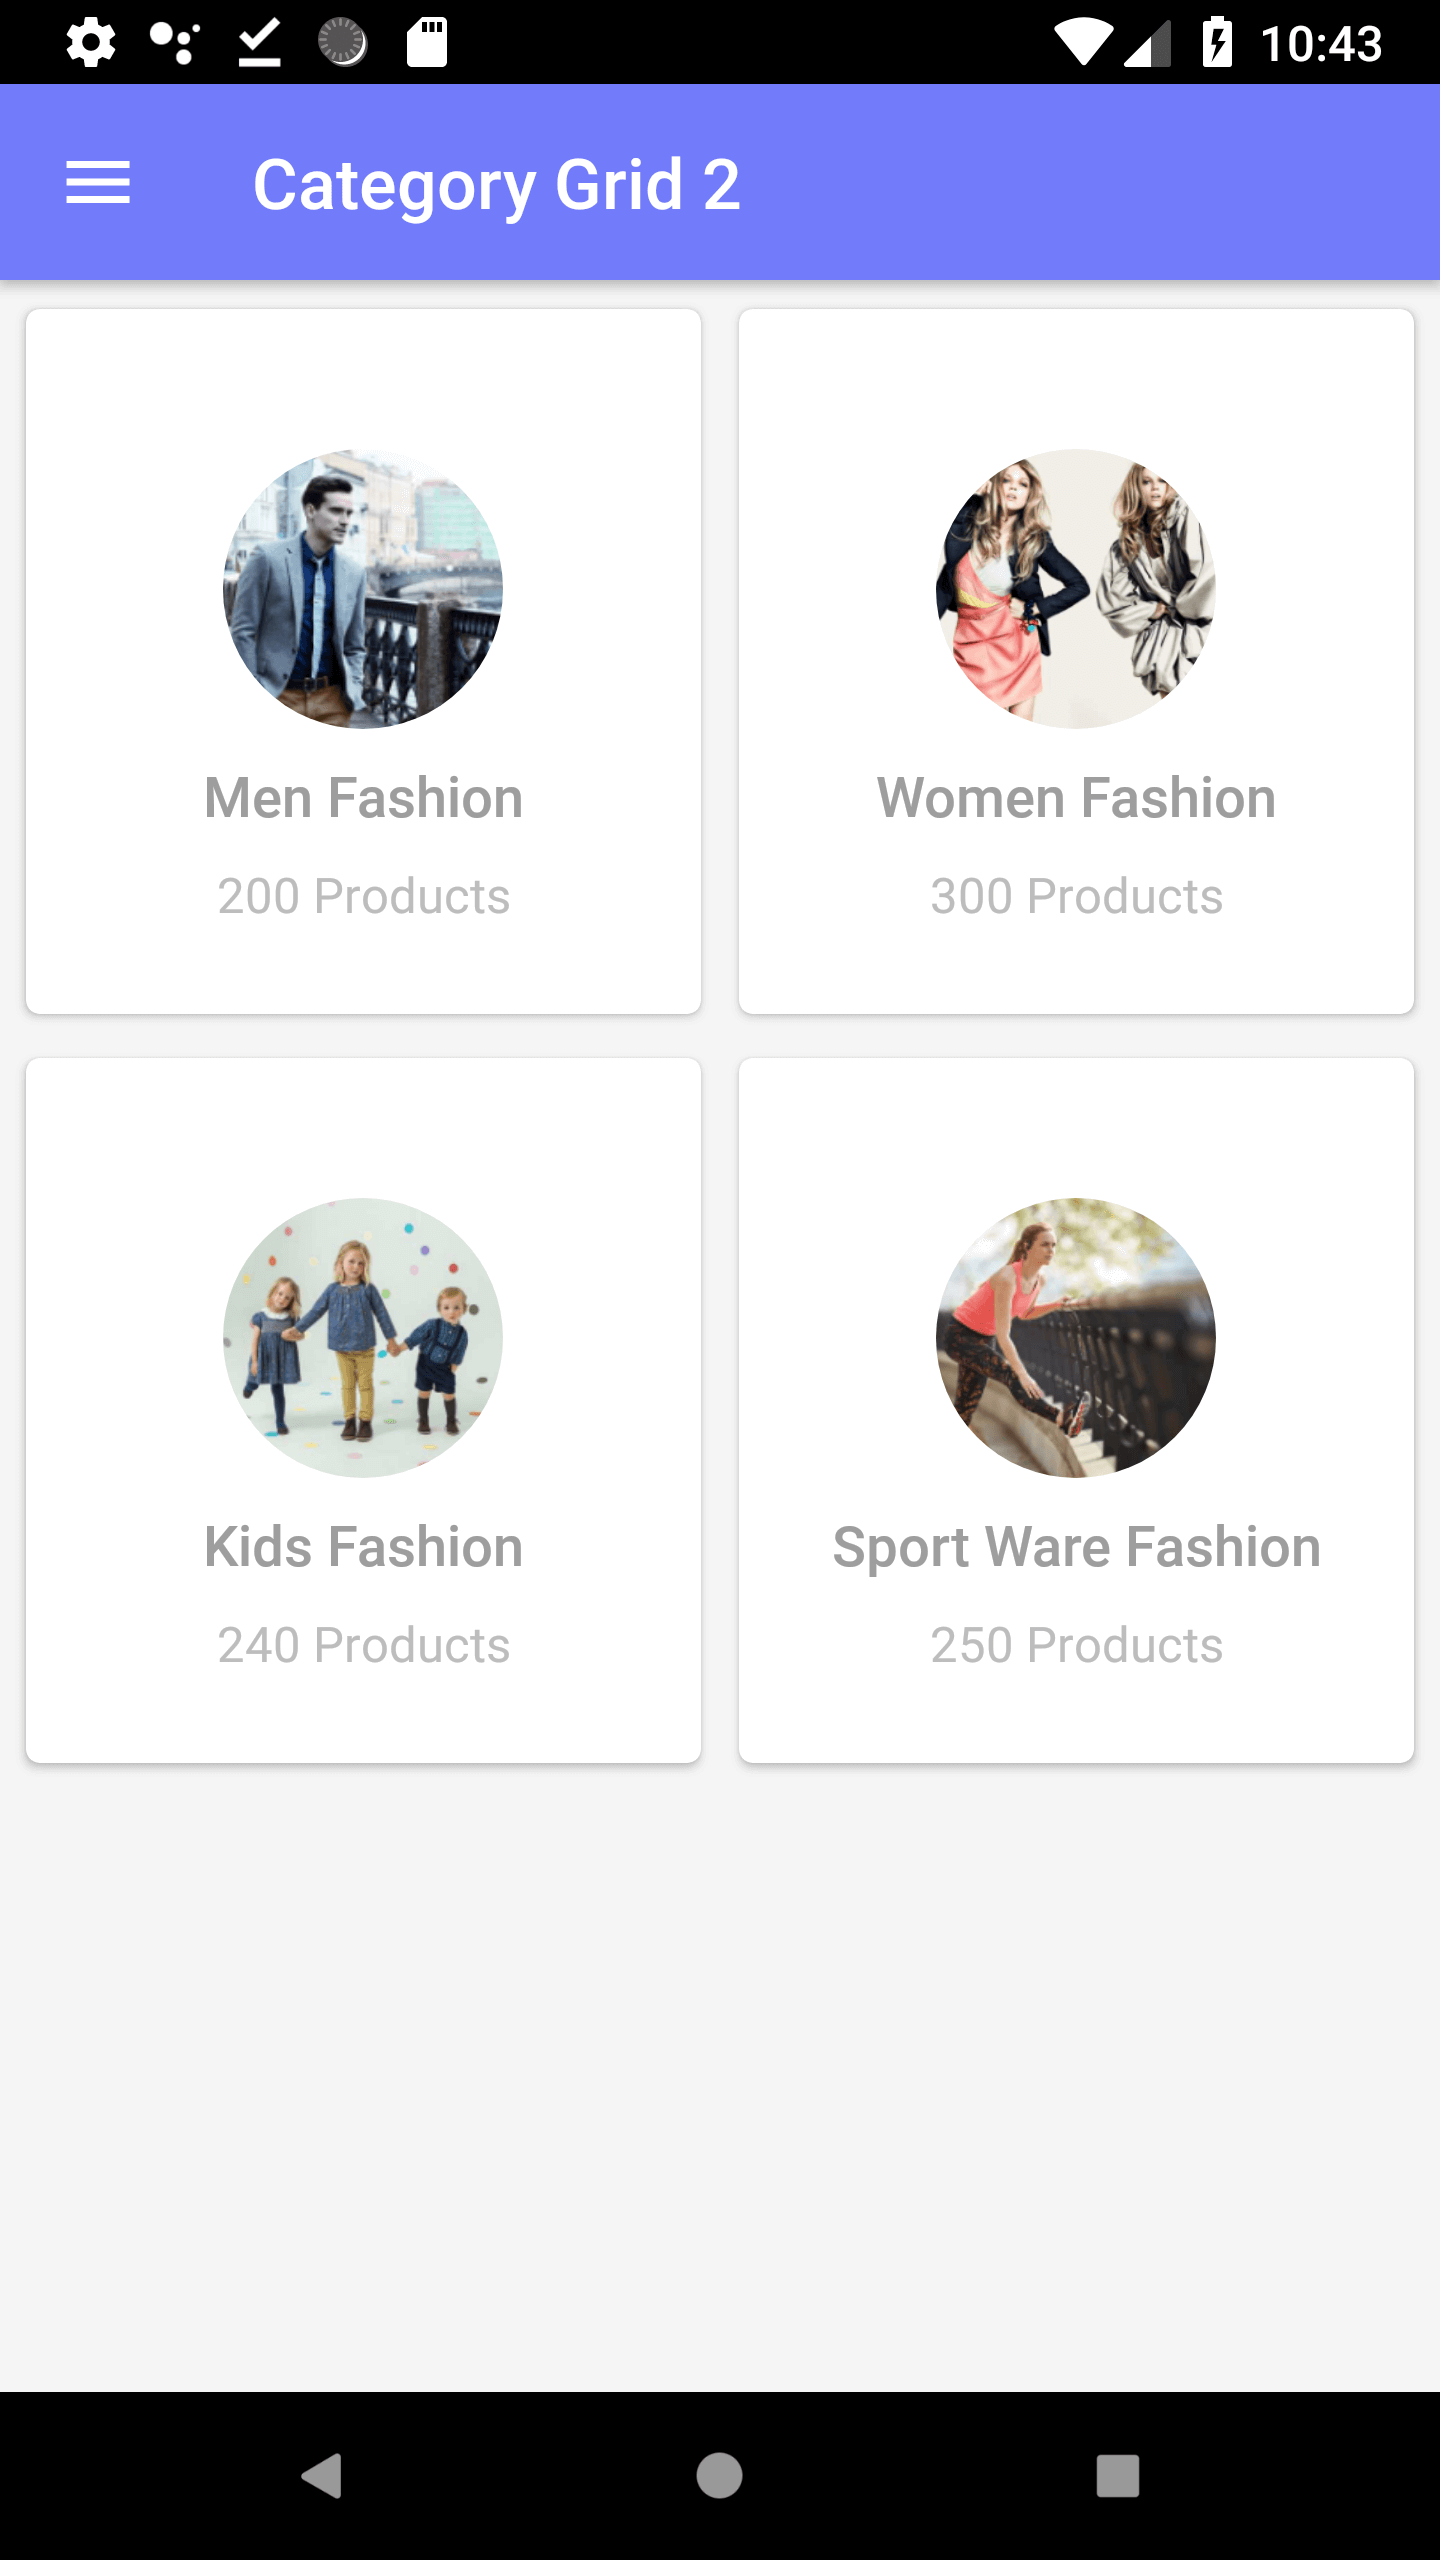 10:43
Category Grid 2
Men Fashion
200 Products
Women Fashion
300 Products
Kids Fashion
240 Products
Sport Ware Fashion
250 Products